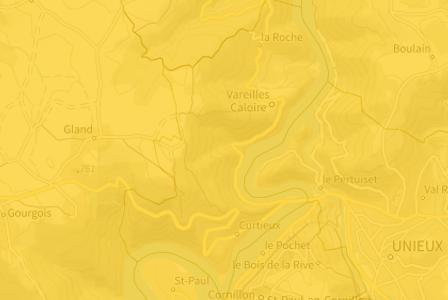 la Roche
Boulain
Vareilles
Caloire
Gland
.761
le Pertuiset
Val R
Gourgois
Curtieux
UNIEUX
le Pochet
le Bois de la Rive
St-Paul
Cornillon
St-Paul-en-Cornillon